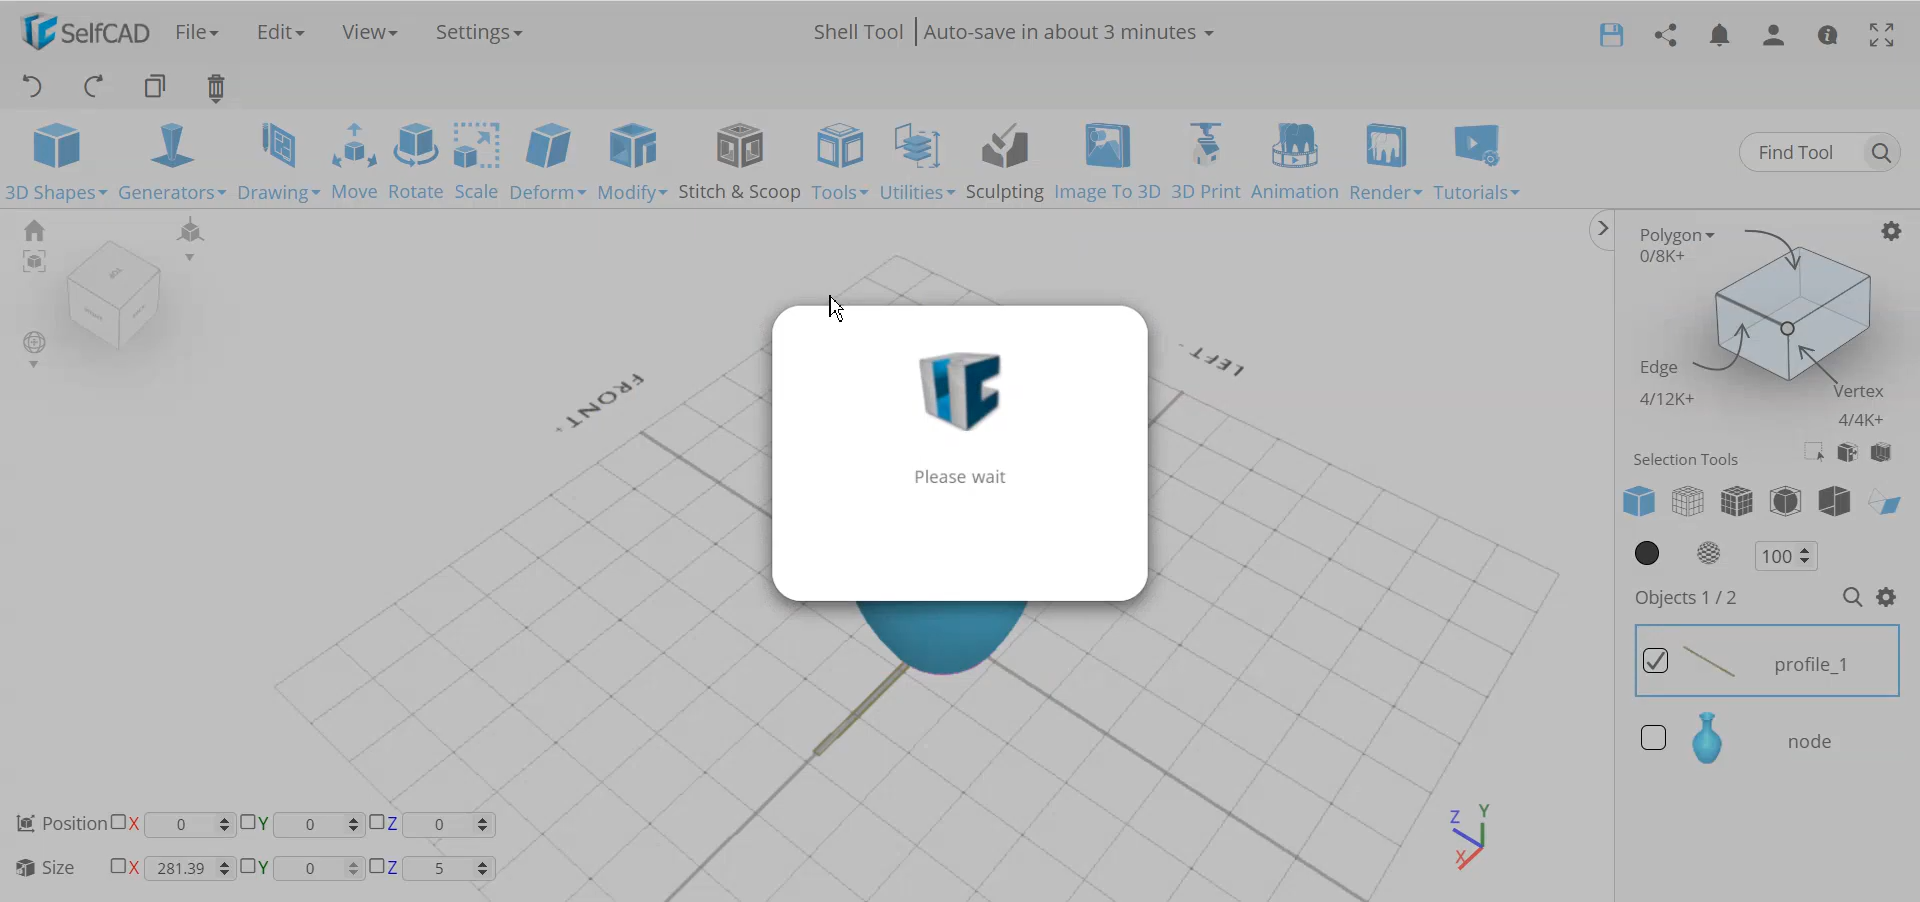 SelfCAD File Edit View Settings
Shell Tool Auto-save in about 3 minutes
3D Shapes Generators Drawing Move Rotate Scale Deform Modify Stitch & Scoop Tools Utilities Sculpting Image To 3D 3D Print Animation Render Tutorials
Find Tool
Polygon
0/8K+
Edge
4/12K+
Vertex
4/4K+
Selection Tools
100
Objects 1 / 2
profile_1
node
FRONT +
LEFT -
Please wait
Position X 0 Y 0 Z 0
Size X 281.39 Y 0 Z 5
Z Y X